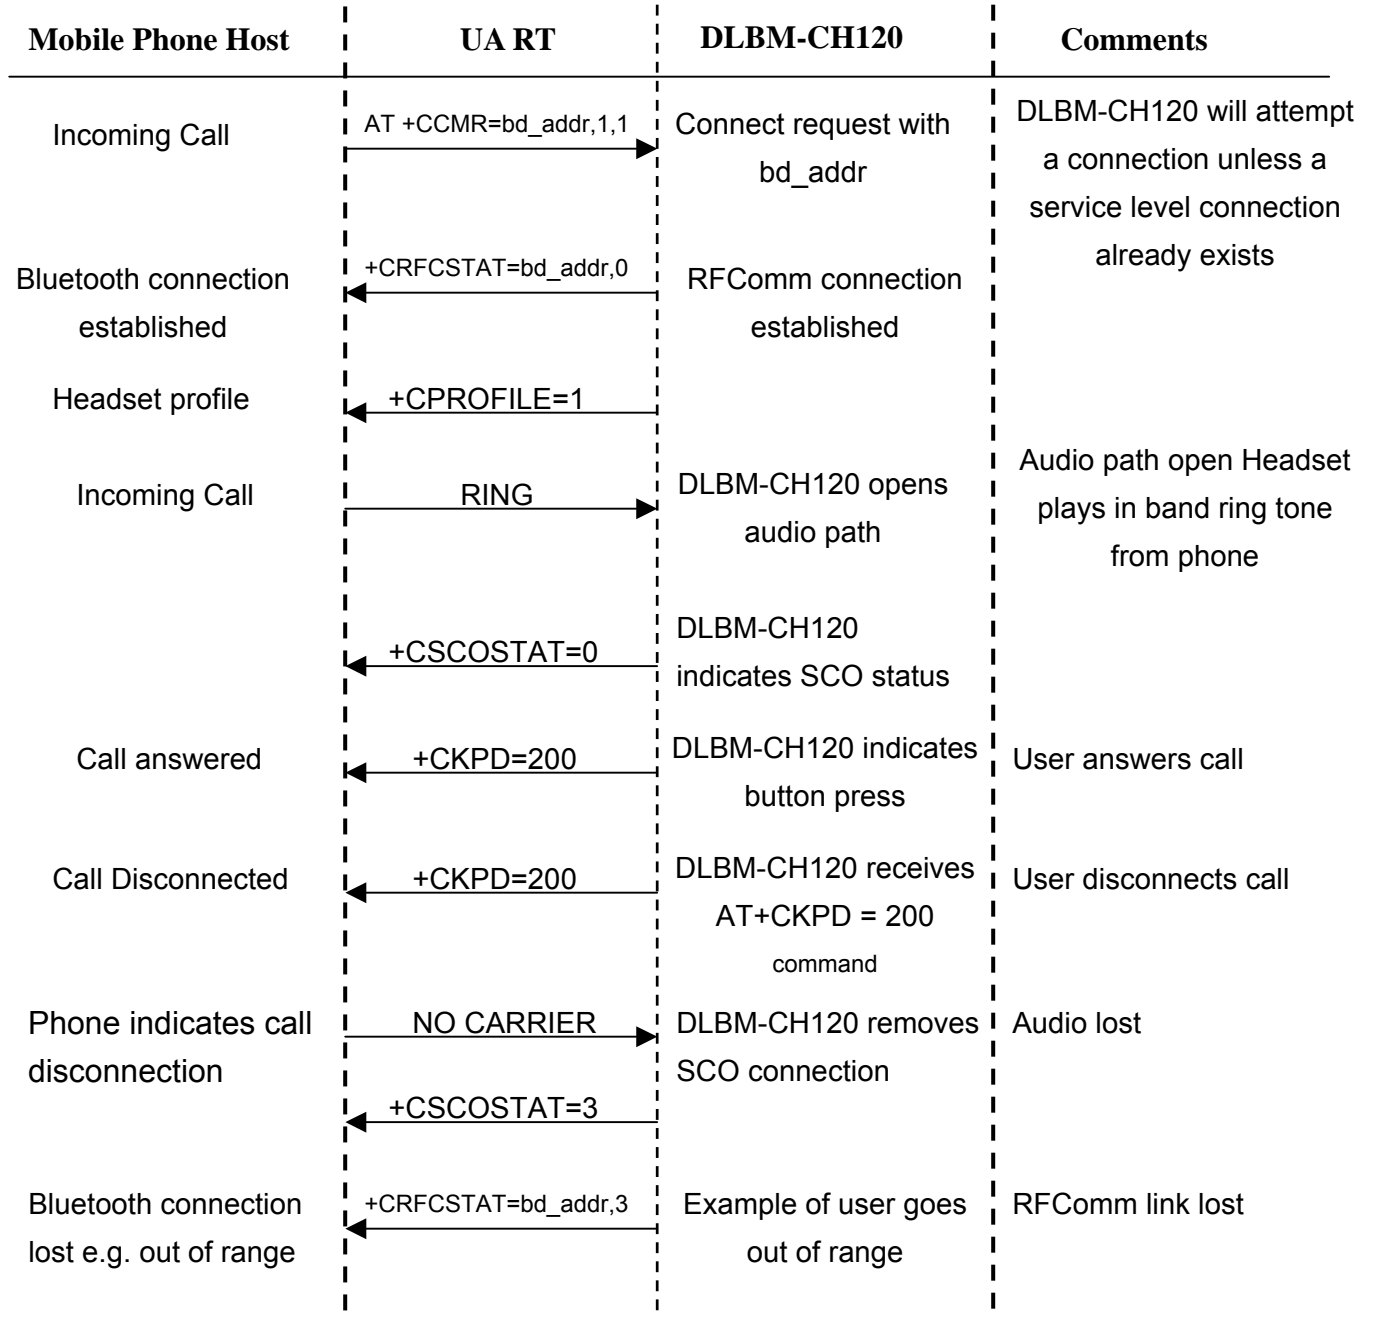 Mobile Phone Host
UA RT
DLBM-CH120
Comments
Incoming Call
AT +CCMR=bd_addr,1,1
Connect request with
bd_addr
DLBM-CH120 will attempt
a connection unless a
service level connection
already exists
Bluetooth connection
established
+CRFCSTAT=bd_addr,0
RFComm connection
established
Headset profile
+CPROFILE=1
Incoming Call
RING
DLBM-CH120 opens
audio path
Audio path open Headset
plays in band ring tone
from phone
+CSCOSTAT=0
DLBM-CH120
indicates SCO status
Call answered
+CKPD=200
DLBM-CH120 indicates
button press
User answers call
Call Disconnected
+CKPD=200
DLBM-CH120 receives
AT+CKPD = 200
command
User disconnects call
Phone indicates call
disconnection
NO CARRIER
DLBM-CH120 removes
SCO connection
Audio lost
+CSCOSTAT=3
Bluetooth connection
lost e.g. out of range
+CRFCSTAT=bd_addr,3
Example of user goes
out of range
RFComm link lost